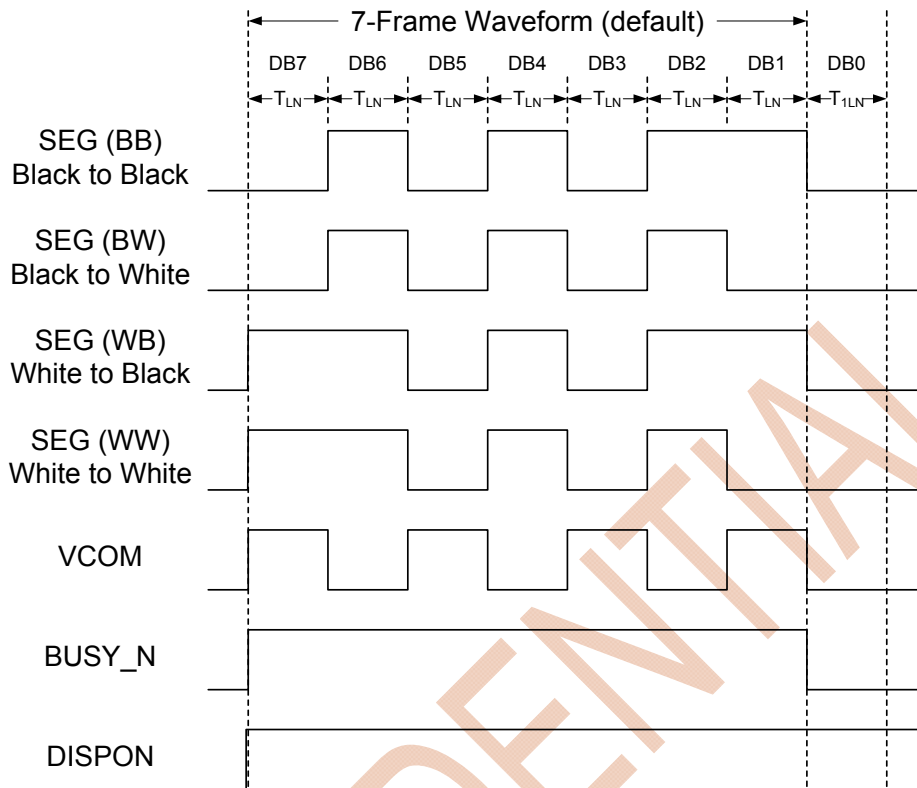 7-Frame Waveform (default)
DB7 DB6 DB5 DB4 DB3 DB2 DB1 DB0
TLN TLN TLN TLN TLN TLN TLN T1LN
SEG (BB)
Black to Black
SEG (BW)
Black to White
SEG (WB)
White to Black
SEG (WW)
White to White
VCOM
BUSY_N
DISPON